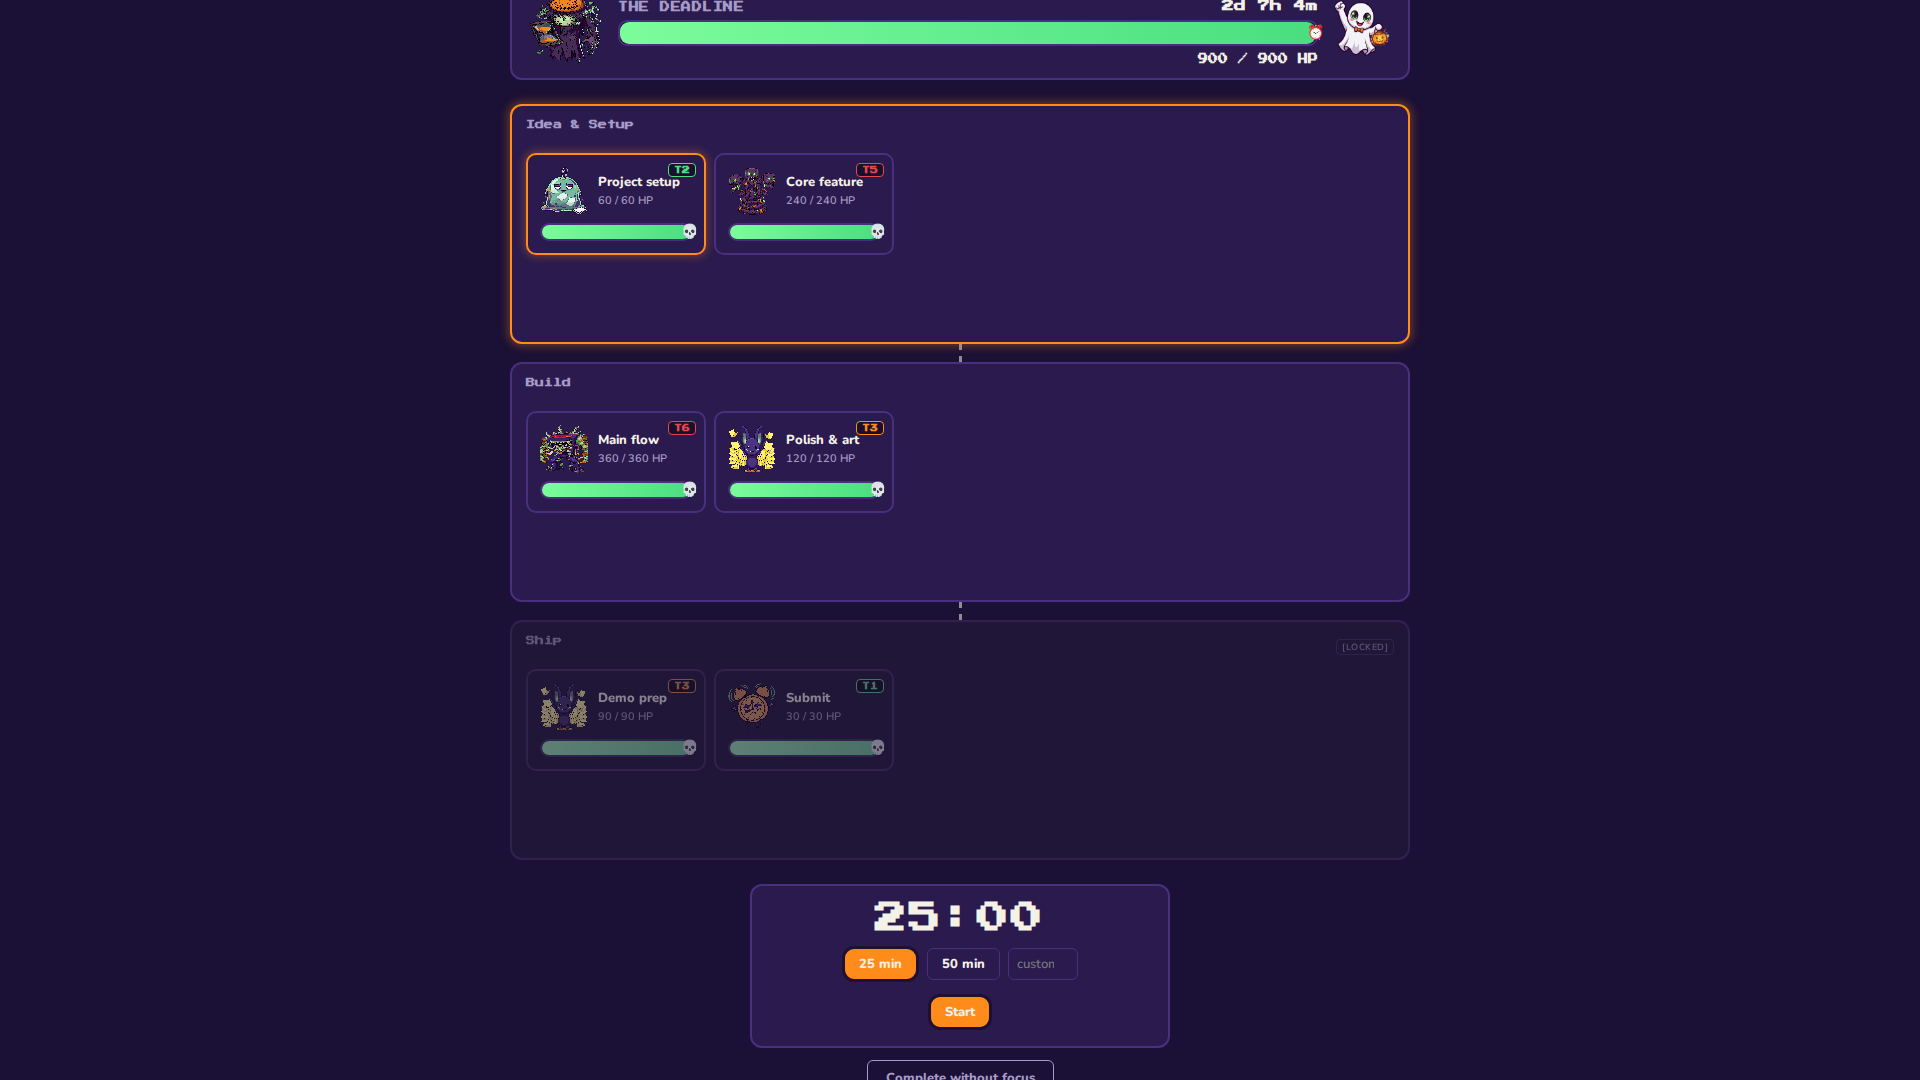 THE DEADLINE
2d 7h 4m
900 / 900 HP
Idea & Setup
T2
Project setup
60 / 60 HP
T5
Core feature
240 / 240 HP
Build
T6
Main flow
360 / 360 HP
T3
Polish & art
120 / 120 HP
Ship
[LOCKED]
T3
Demo prep
90 / 90 HP
T1
Submit
30 / 30 HP
25:00
25 min
50 min
Start
Complete without focus